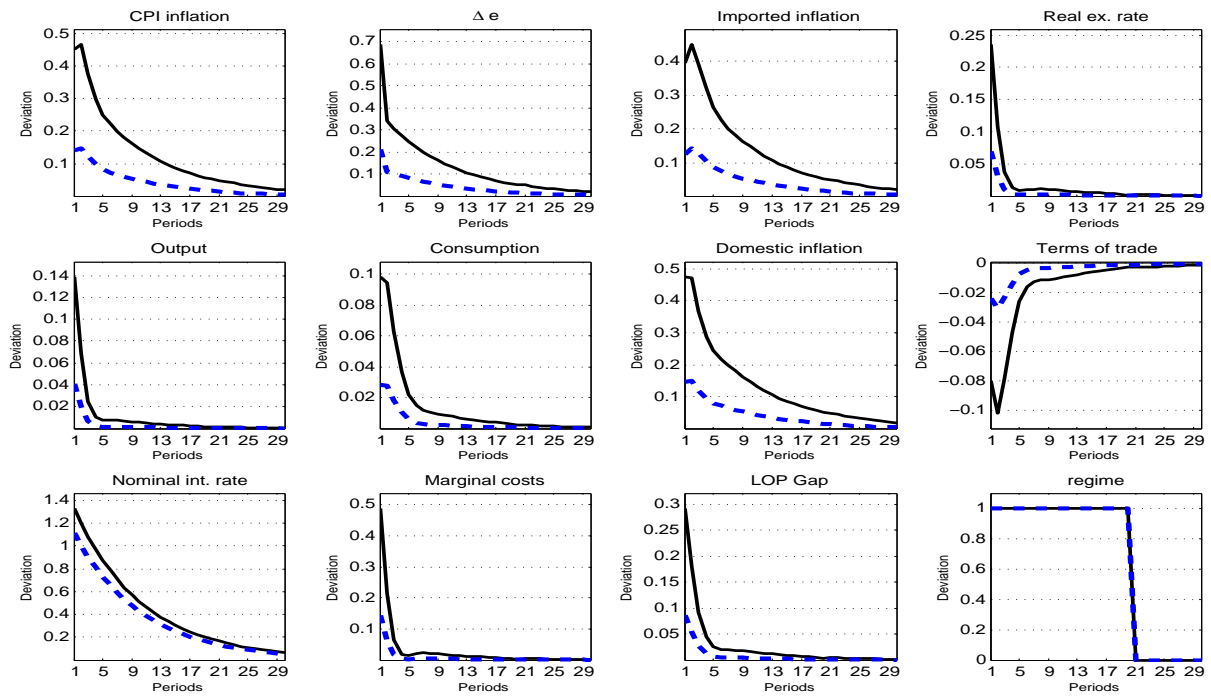 CPI inflation
Deviation
0.5
0.4
0.3
0.2
0.1
1 5 9 13 17 21 25 29
Periods
Δ e
Deviation
0.7
0.6
0.5
0.4
0.3
0.2
0.1
1 5 9 13 17 21 25 29
Periods
Imported inflation
Deviation
0.4
0.3
0.2
0.1
1 5 9 13 17 21 25 29
Periods
Real ex. rate
Deviation
0.25
0.2
0.15
0.1
0.05
1 5 9 13 17 21 25 29
Periods
Output
Deviation
0.14
0.12
0.1
0.08
0.06
0.04
0.02
1 5 9 13 17 21 25 29
Periods
Consumption
Deviation
0.1
0.08
0.06
0.04
0.02
1 5 9 13 17 21 25 29
Periods
Domestic inflation
Deviation
0.5
0.4
0.3
0.2
0.1
1 5 9 13 17 21 25 29
Periods
Terms of trade
Deviation
0
−0.02
−0.04
−0.06
−0.08
−0.1
1 5 9 13 17 21 25 29
Periods
Nominal int. rate
Deviation
1.4
1.2
1
0.8
0.6
0.4
0.2
1 5 9 13 17 21 25 29
Periods
Marginal costs
Deviation
0.5
0.4
0.3
0.2
0.1
1 5 9 13 17 21 25 29
Periods
LOP Gap
Deviation
0.3
0.25
0.2
0.15
0.1
0.05
1 5 9 13 17 21 25 29
Periods
regime
Deviation
1
0.8
0.6
0.4
0.2
0
1 5 9 13 17 21 25 29
Periods